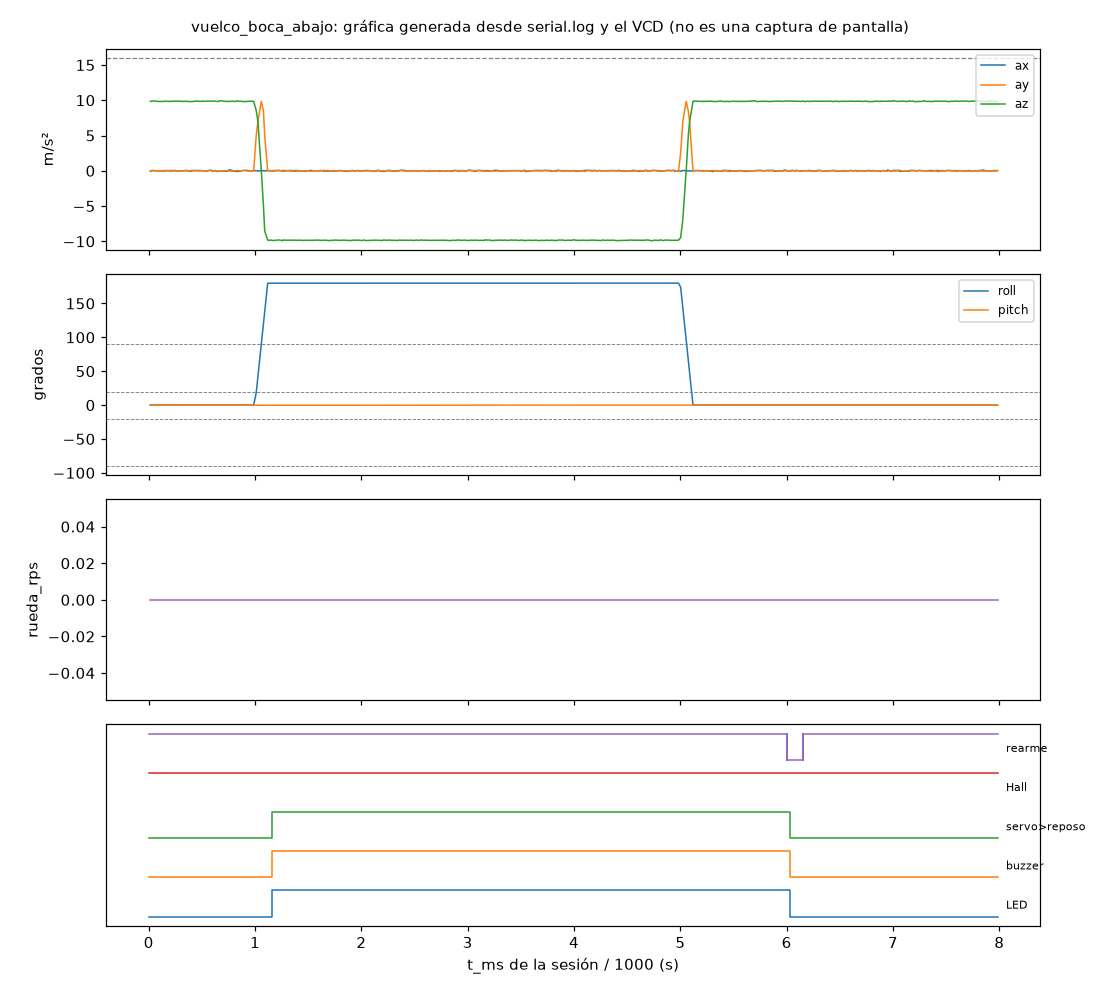 vuelco_boca_abajo: gráfica generada desde serial.log y el VCD (no es una captura de pantalla)
15
10
5
0
−5
−10
m/s²
ax
ay
az
150
100
50
0
−50
−100
grados
roll
pitch
0.04
0.02
0.00
−0.02
−0.04
rueda_rps
rearme
Hall
servo>reposo
buzzer
LED
0 1 2 3 4 5 6 7 8
t_ms de la sesión / 1000 (s)